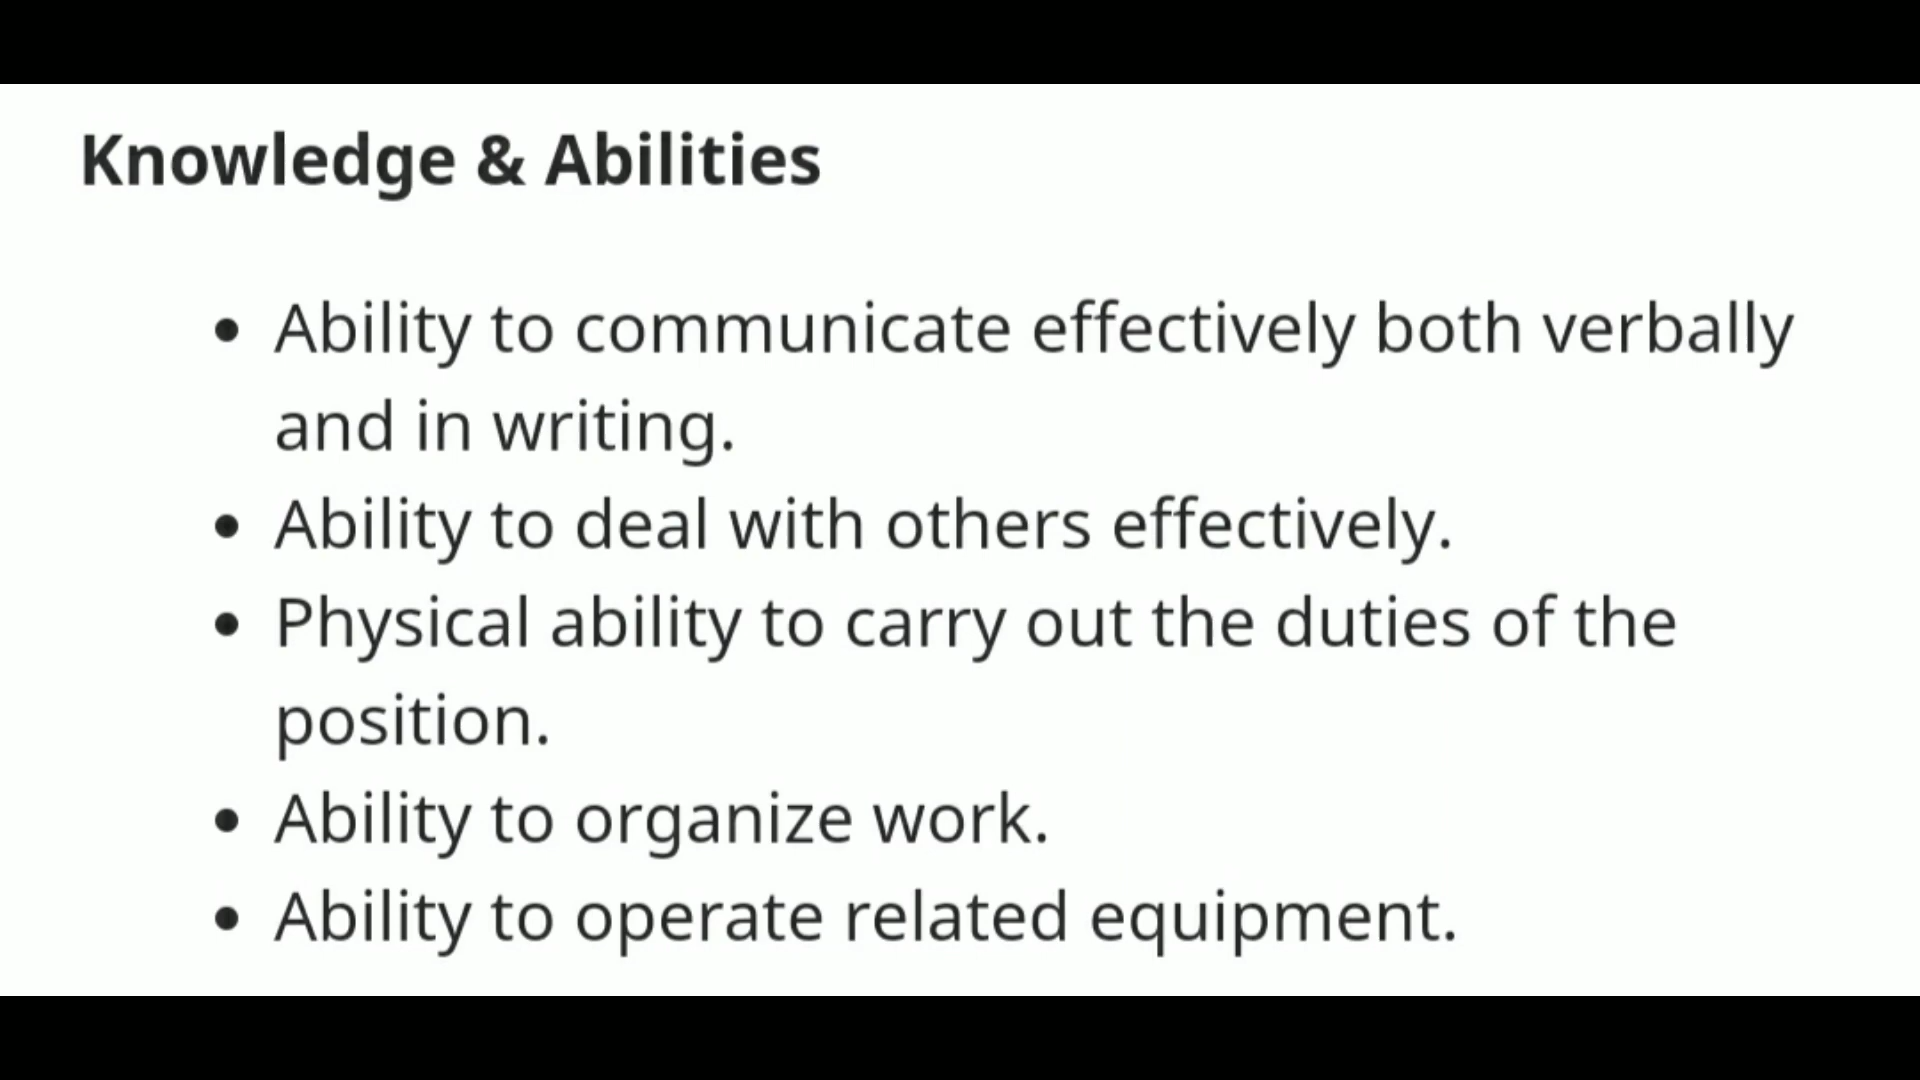 Knowledge & Abilities
• Ability to communicate effectively both verbally
and in writing.
• Ability to deal with others effectively.
• Physical ability to carry out the duties of the
position.
• Ability to organize work.
• Ability to operate related equipment.